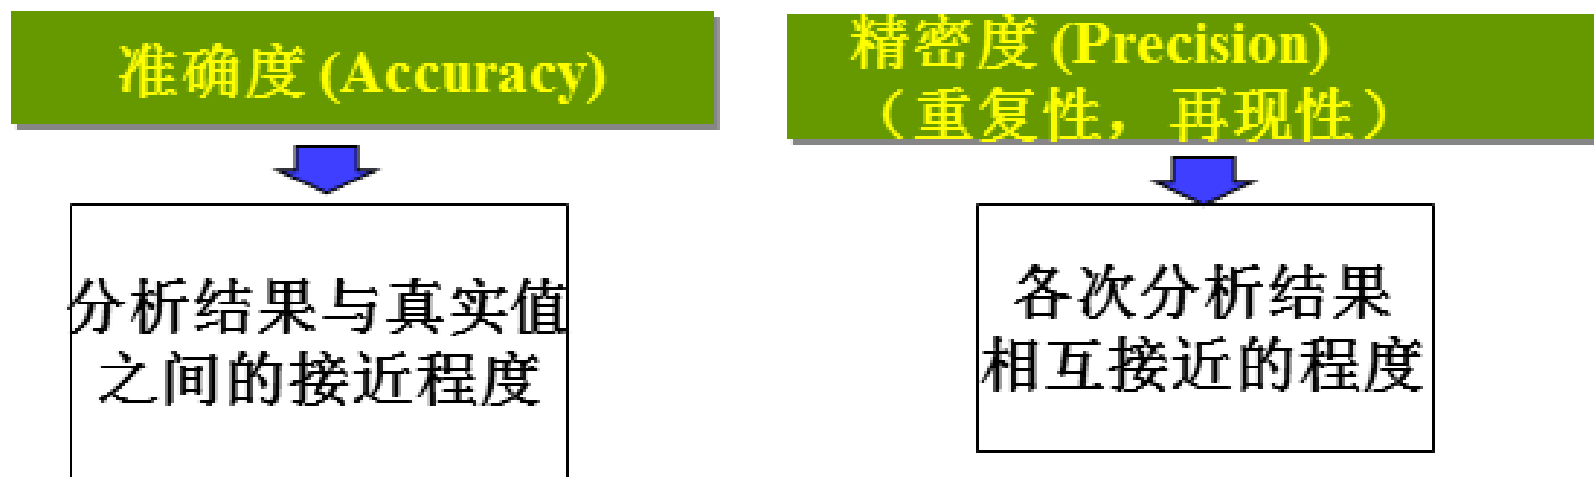 准确度 (Accuracy)
分析结果与真实值
之间的接近程度
精密度 (Precision)
（重复性，再现性）
各次分析结果
相互接近的程度